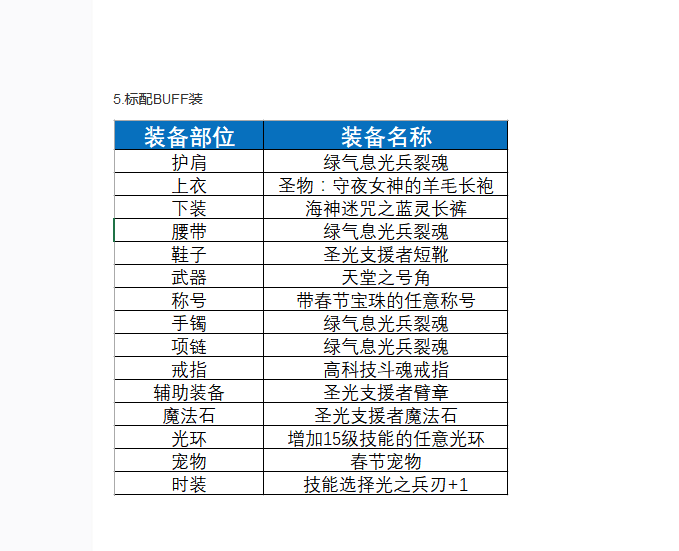 5.标配BUFF装
装备部位 装备名称
护肩 绿气息光兵裂魂
上衣 圣物：守夜女神的羊毛长袍
下装 海神迷咒之蓝灵长裤
腰带 绿气息光兵裂魂
鞋子 圣光支援者短靴
武器 天堂之号角
称号 带春节宝珠的任意称号
手镯 绿气息光兵裂魂
项链 绿气息光兵裂魂
戒指 高科技斗魂戒指
辅助装备 圣光支援者臂章
魔法石 圣光支援者魔法石
光环 增加15级技能的任意光环
宠物 春节宠物
时装 技能选择光之兵刃+1